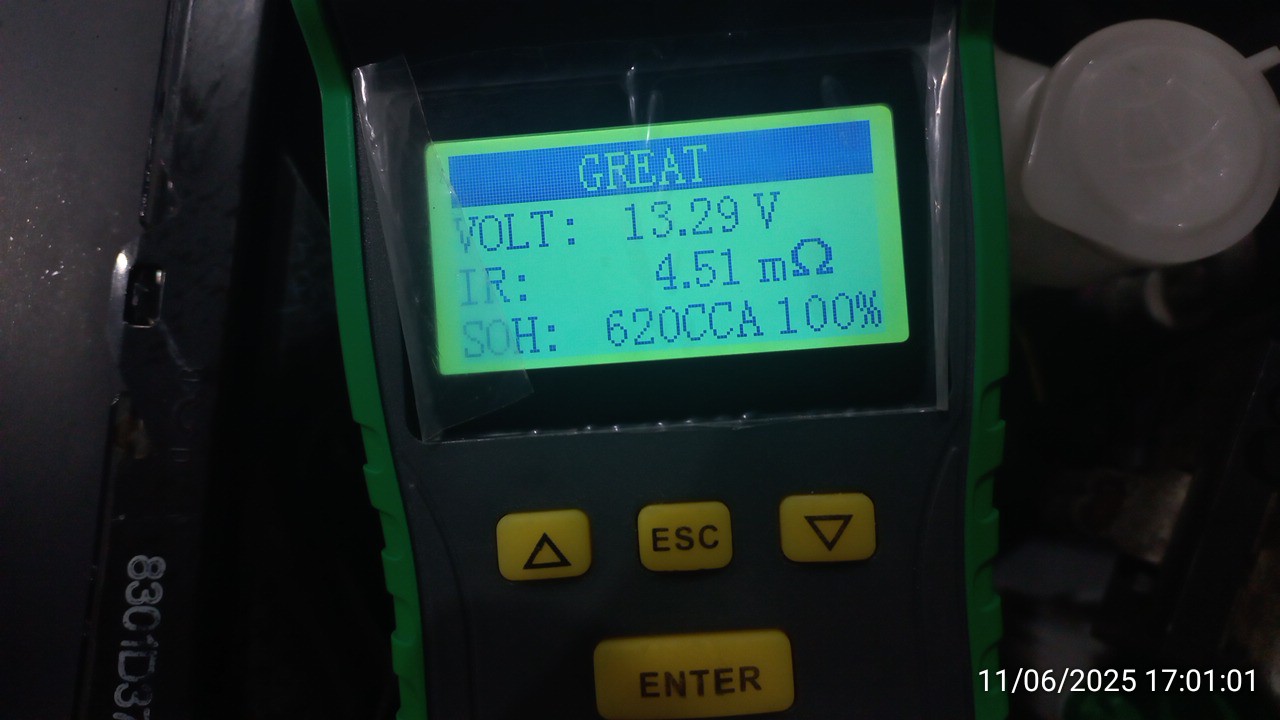 GREAT
VOLT: 13.29 V
IR: 4.51 mΩ
SOH: 620CCA 100%
ESC
ENTER
11/06/2025 17:01:01